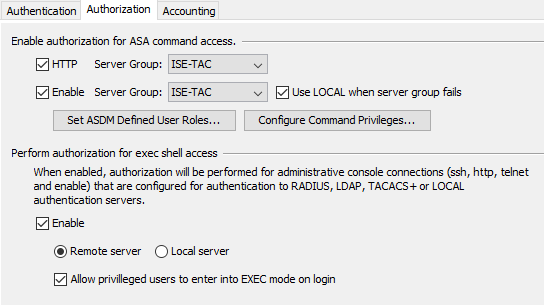 Authentication Authorization Accounting
Enable authorization for ASA command access.
HTTP Server Group: ISE-TAC
Enable Server Group: ISE-TAC Use LOCAL when server group fails
Set ASDM Defined User Roles... Configure Command Privileges...
Perform authorization for exec shell access
When enabled, authorization will be performed for administrative console connections (ssh, http, telnet
and enable) that are configured for authentication to RADIUS, LDAP, TACACS+ or LOCAL
authentication servers.
Enable
Remote server Local server
Allow privilleged users to enter into EXEC mode on login